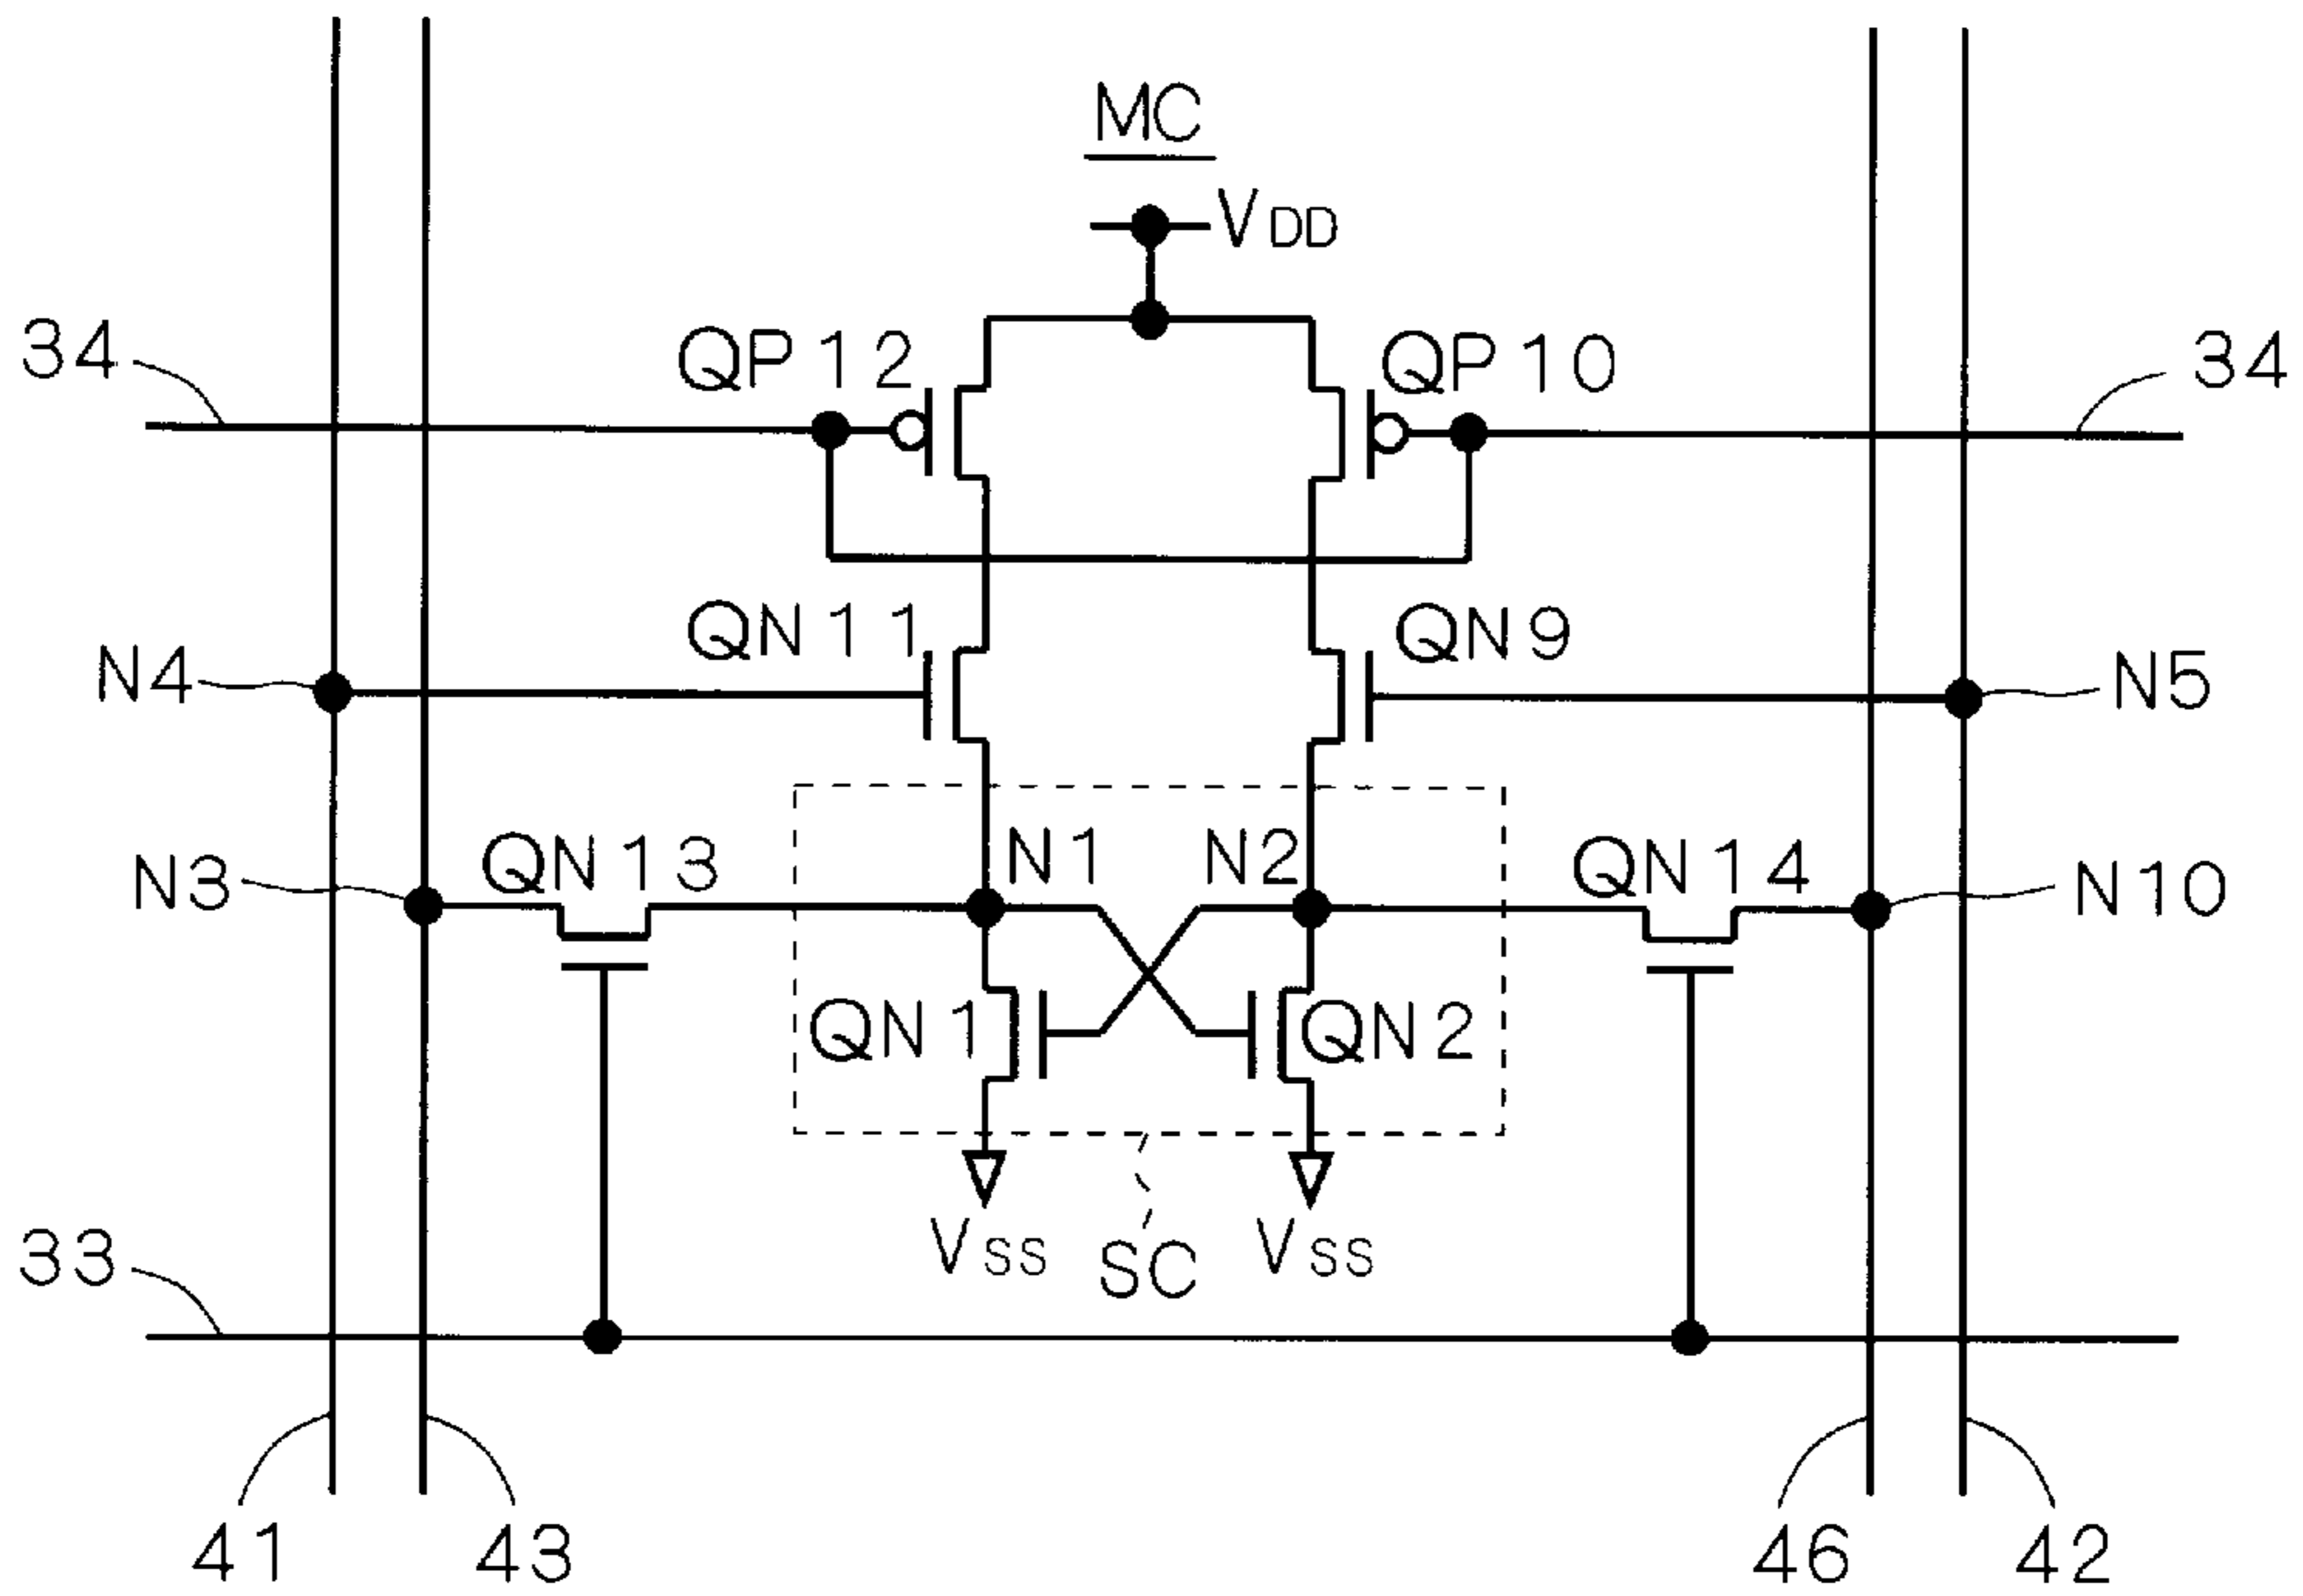 MC
VDD
34 QP12 QP10 34
QN11 QN9
N4 N5
N3 QN13 N1 N2 QN14 N10
QN1 QN2
33 VSS SC VSS
41 43 46 42